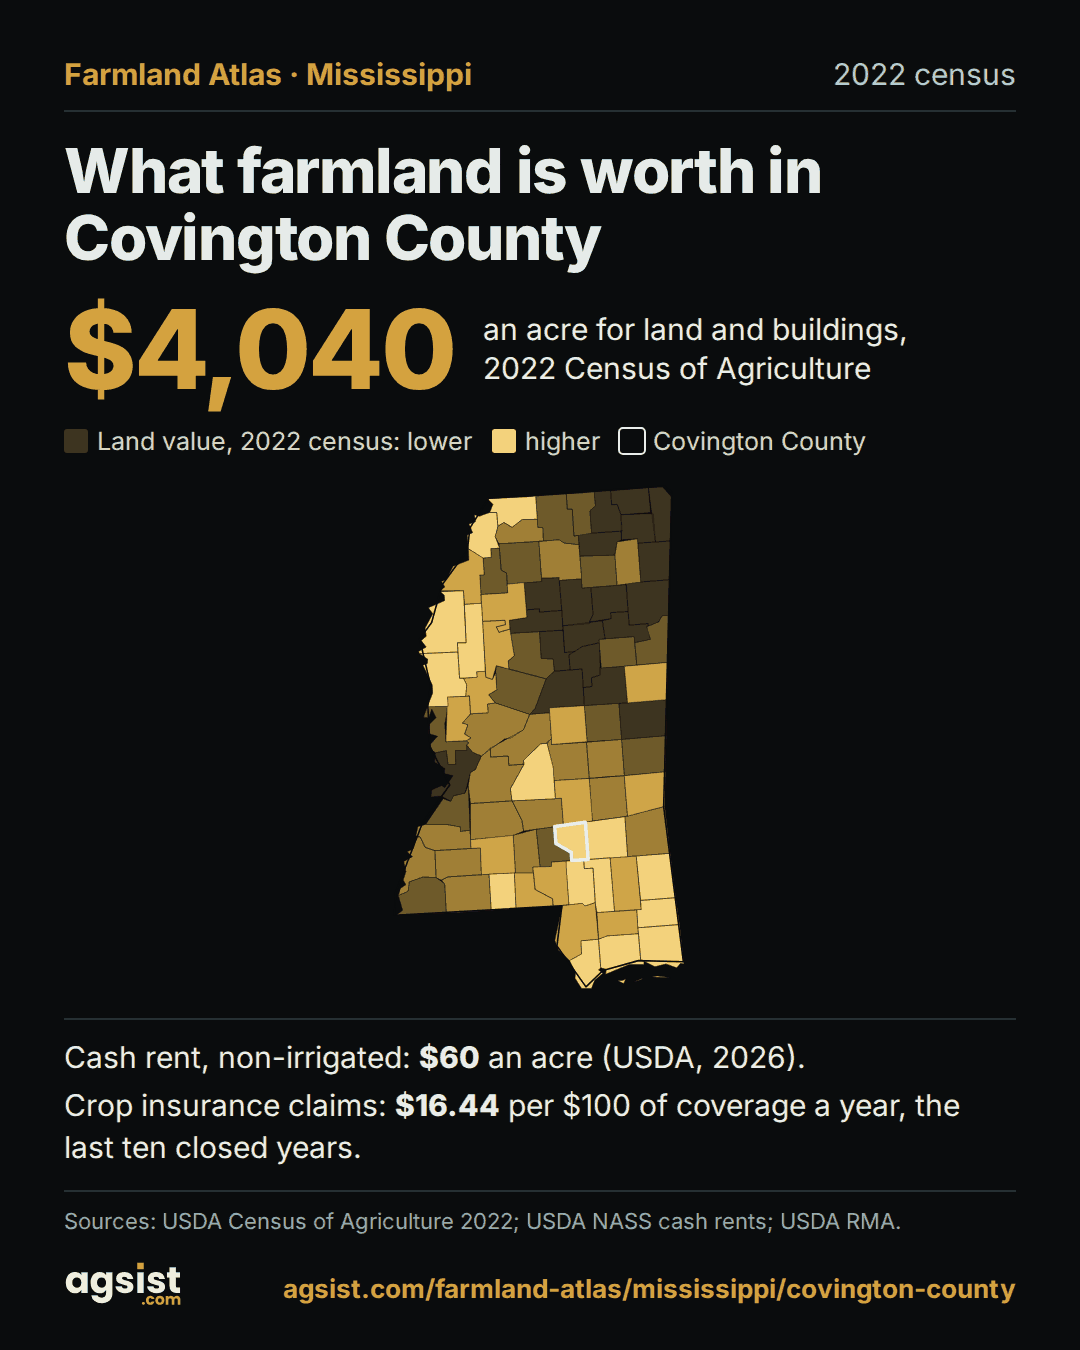 Farmland Atlas · Mississippi
2022 census
What farmland is worth in
Covington County
$4,040
an acre for land and buildings,
2022 Census of Agriculture
Land value, 2022 census: lower
higher
Covington County
Cash rent, non-irrigated: $60 an acre (USDA, 2026).
Crop insurance claims: $16.44 per $100 of coverage a year, the
last ten closed years.
Sources: USDA Census of Agriculture 2022; USDA NASS cash rents; USDA RMA.
agsist
.com
agsist.com/farmland-atlas/mississippi/covington-county